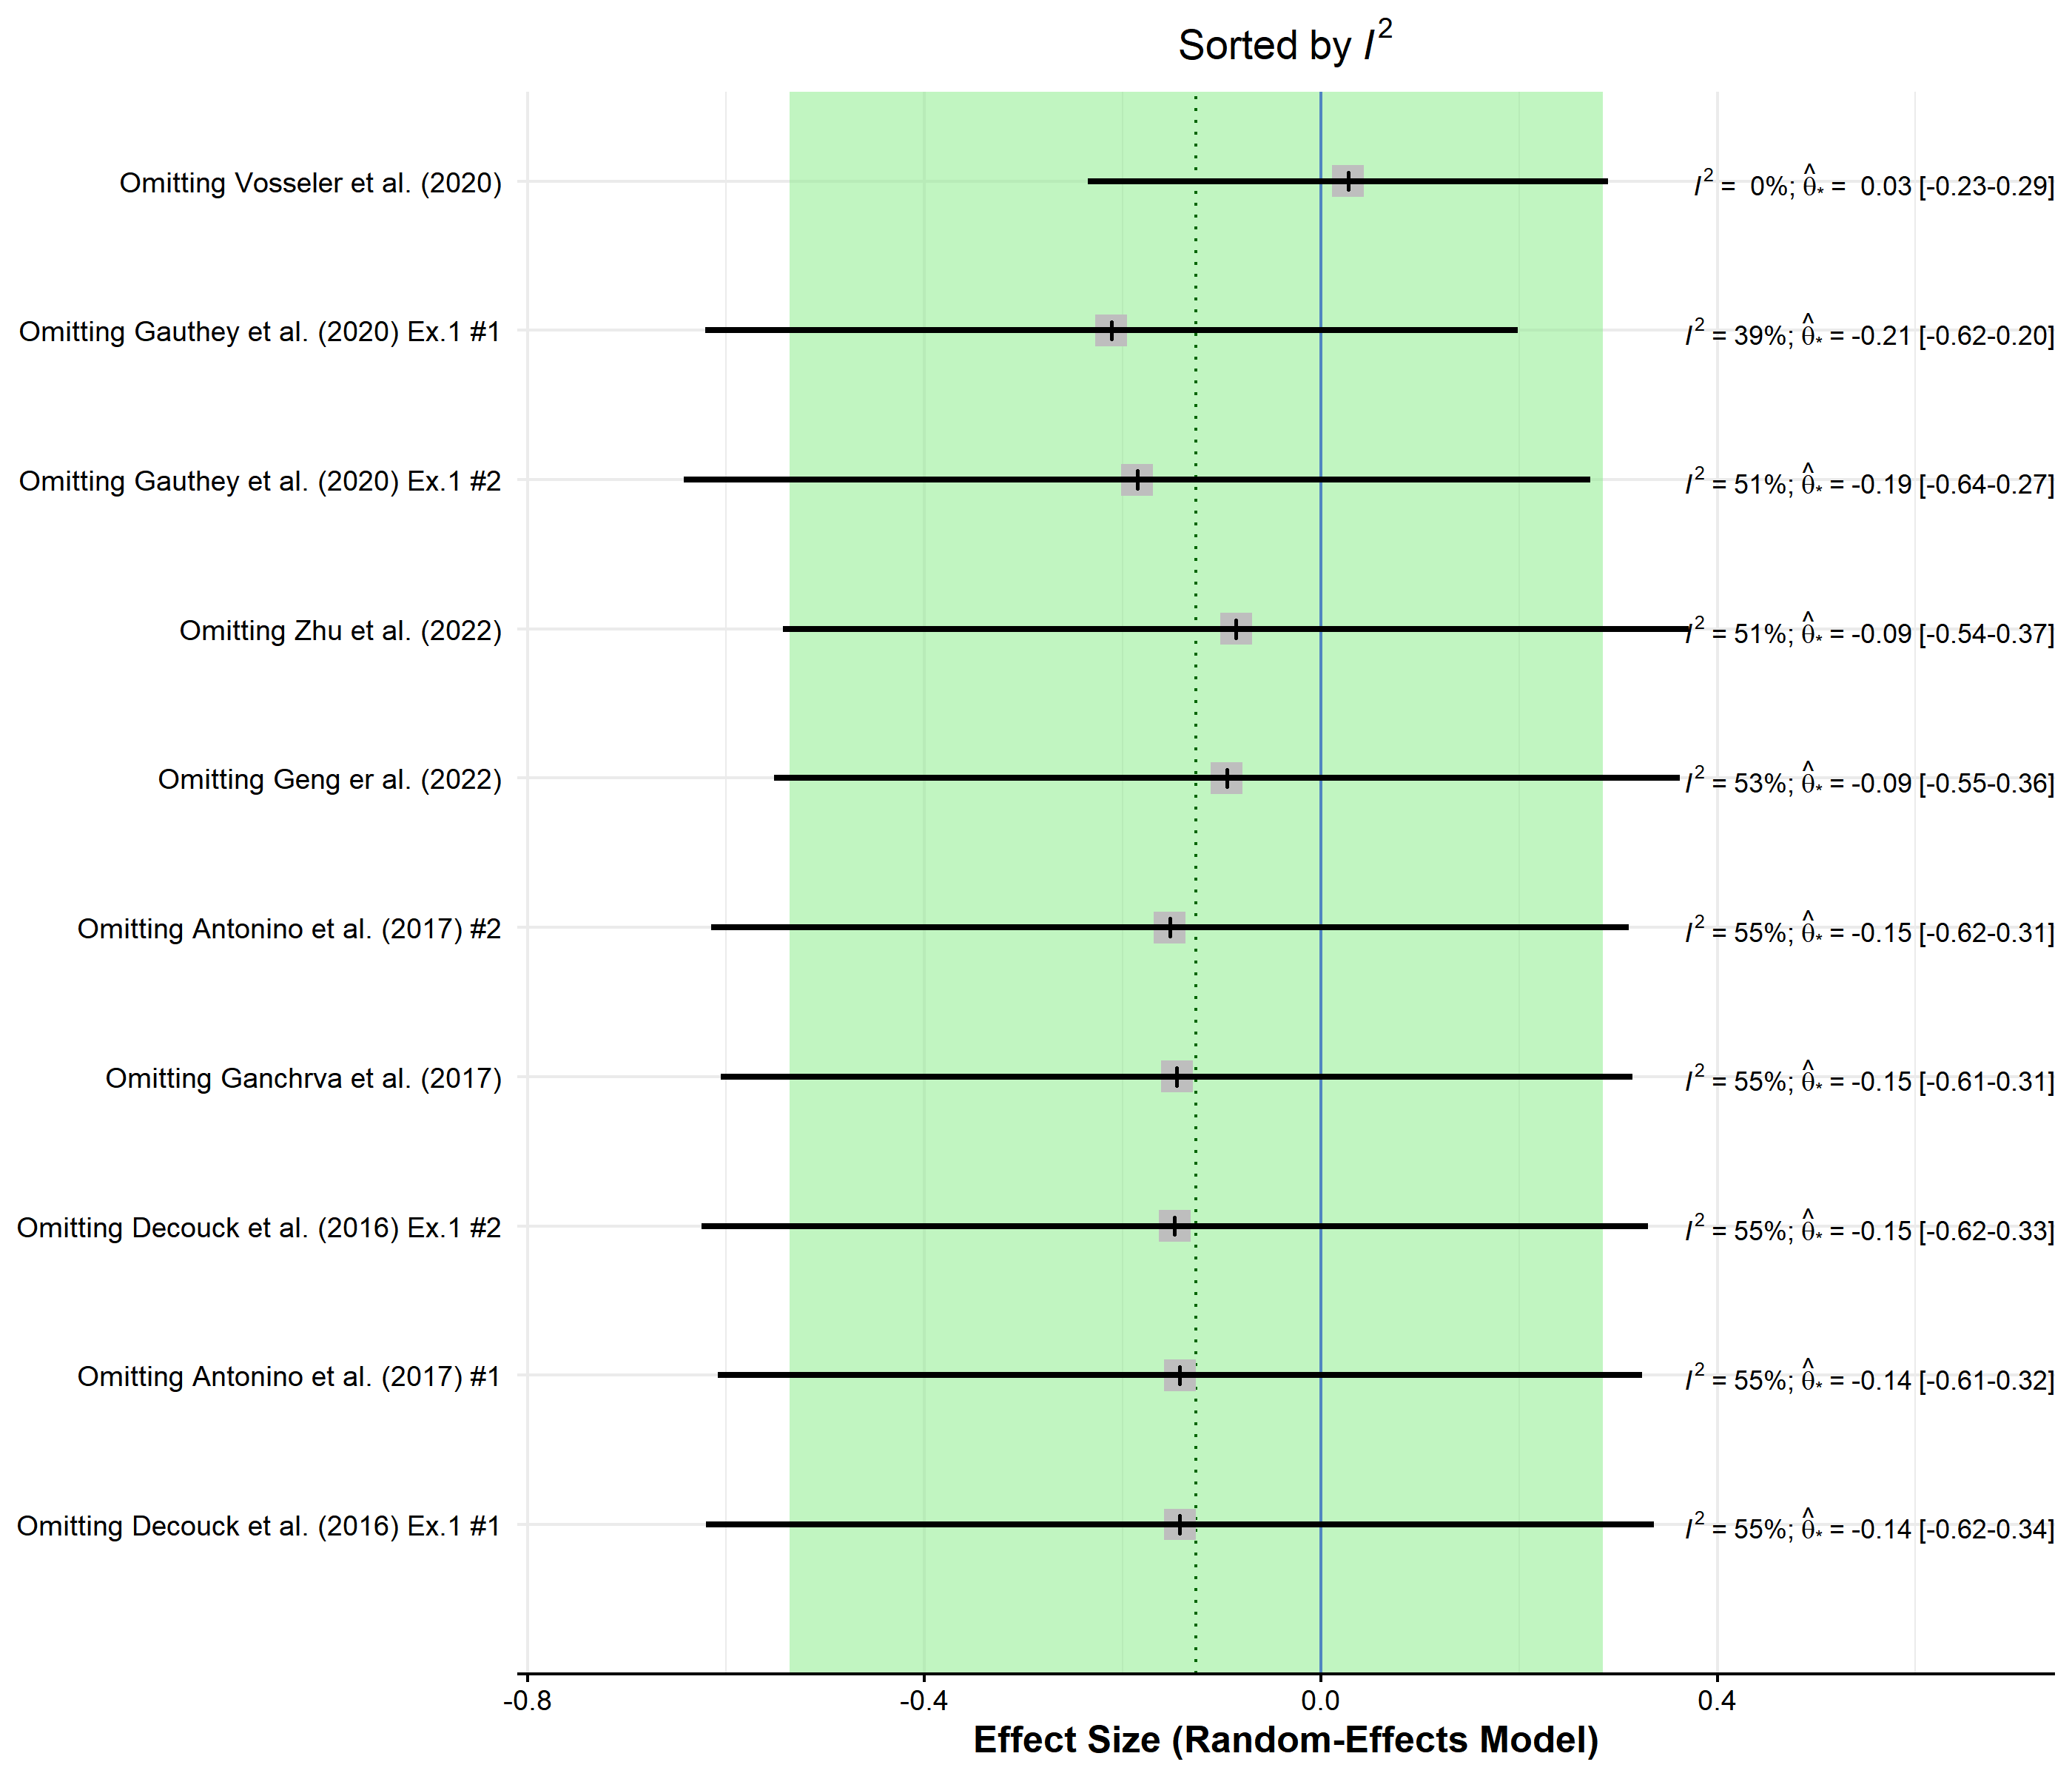 Sorted by I²
Omitting Vosseler et al. (2020) I² = 0%; θ̂* = 0.03 [-0.23-0.29]
Omitting Gauthey et al. (2020) Ex.1 #1 I² = 39%; θ̂* = -0.21 [-0.62-0.20]
Omitting Gauthey et al. (2020) Ex.1 #2 I² = 51%; θ̂* = -0.19 [-0.64-0.27]
Omitting Zhu et al. (2022) I² = 51%; θ̂* = -0.09 [-0.54-0.37]
Omitting Geng er al. (2022) I² = 53%; θ̂* = -0.09 [-0.55-0.36]
Omitting Antonino et al. (2017) #2 I² = 55%; θ̂* = -0.15 [-0.62-0.31]
Omitting Ganchrva et al. (2017) I² = 55%; θ̂* = -0.15 [-0.61-0.31]
Omitting Decouck et al. (2016) Ex.1 #2 I² = 55%; θ̂* = -0.15 [-0.62-0.33]
Omitting Antonino et al. (2017) #1 I² = 55%; θ̂* = -0.14 [-0.61-0.32]
Omitting Decouck et al. (2016) Ex.1 #1 I² = 55%; θ̂* = -0.14 [-0.62-0.34]
-0.8 -0.4 0.0 0.4
Effect Size (Random-Effects Model)